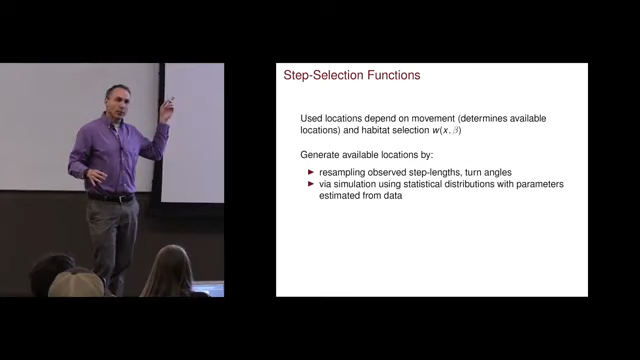 Step-Selection Functions
Used locations depend on movement (determines available
locations) and habitat selection w(x, β)
Generate available locations by:
▶ resampling observed step-lengths, turn angles
▶ via simulation using statistical distributions with parameters
estimated from data